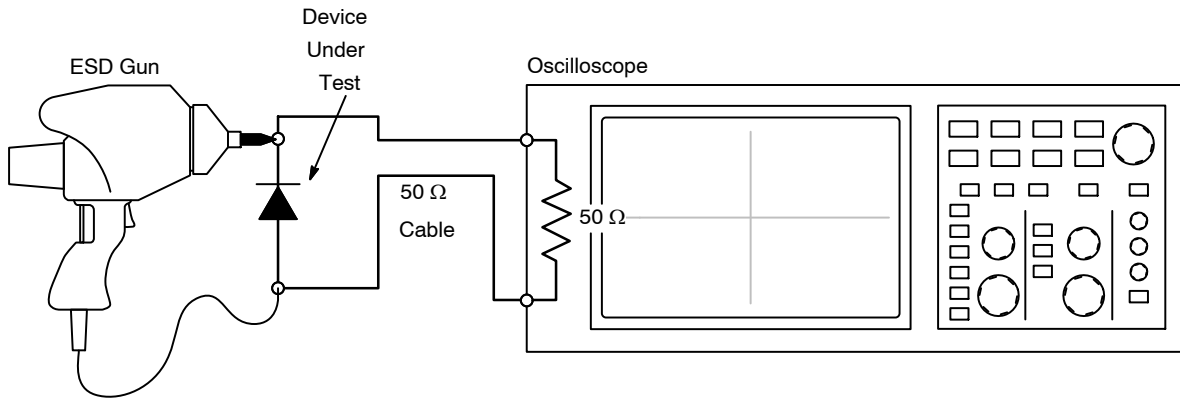 Device
Under
Test
ESD Gun
Oscilloscope
50 Ω
Cable
50 Ω